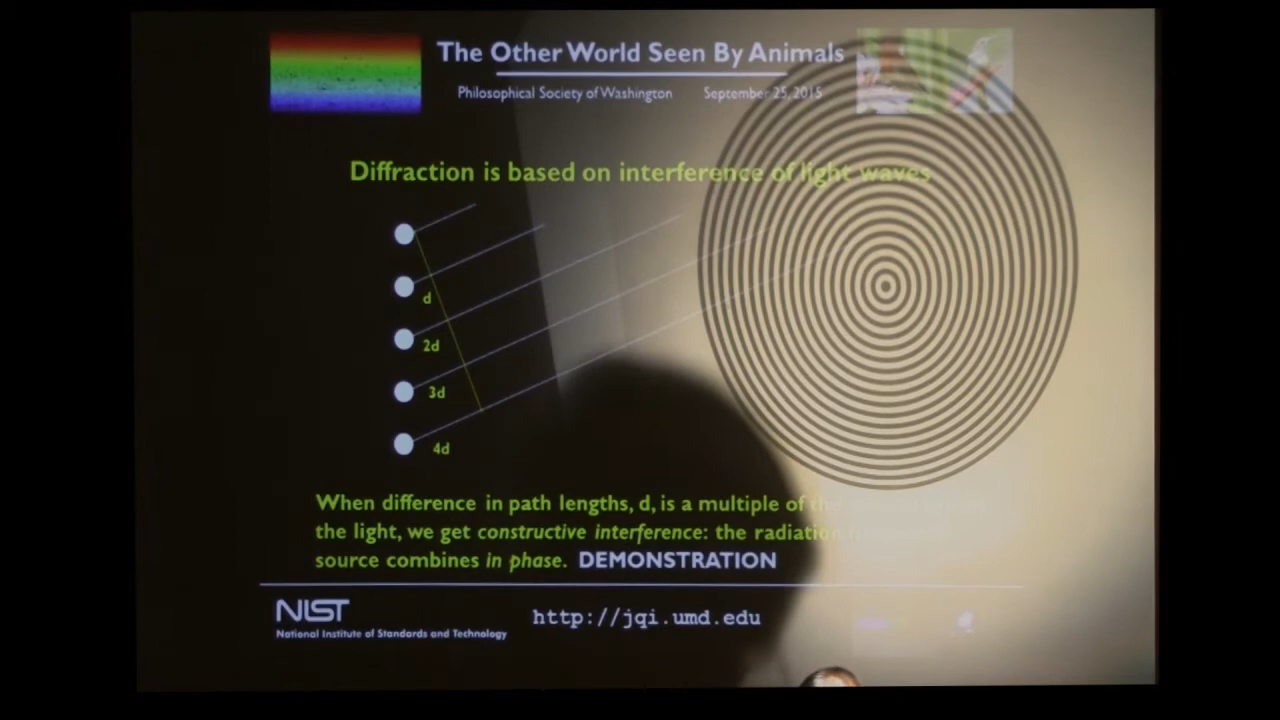 The Other World Seen By Animals
Philosophical Society of Washington September 25, 2015
Diffraction is based on interference of light waves
d
2d
3d
4d
When difference in path lengths, d, is a multiple of the
the light, we get constructive interference: the radiation
source combines in phase. DEMONSTRATION
NIST
National Institute of Standards and Technology
http://jqi.umd.edu